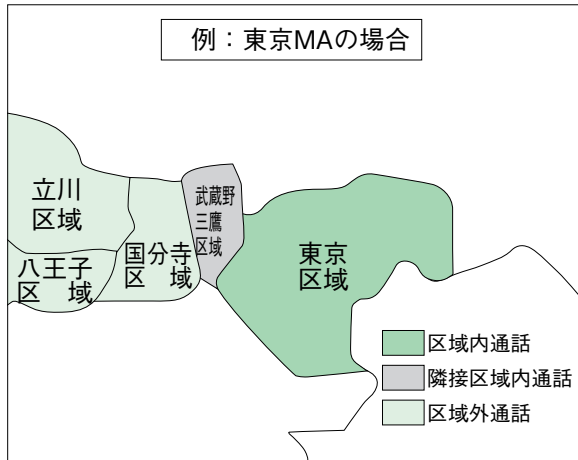 例：東京MAの場合
立川
区域
八王子
区　域
国分寺
区　域
武蔵野
三鷹
区域
東京
区域
区域内通話
隣接区域内通話
区域外通話